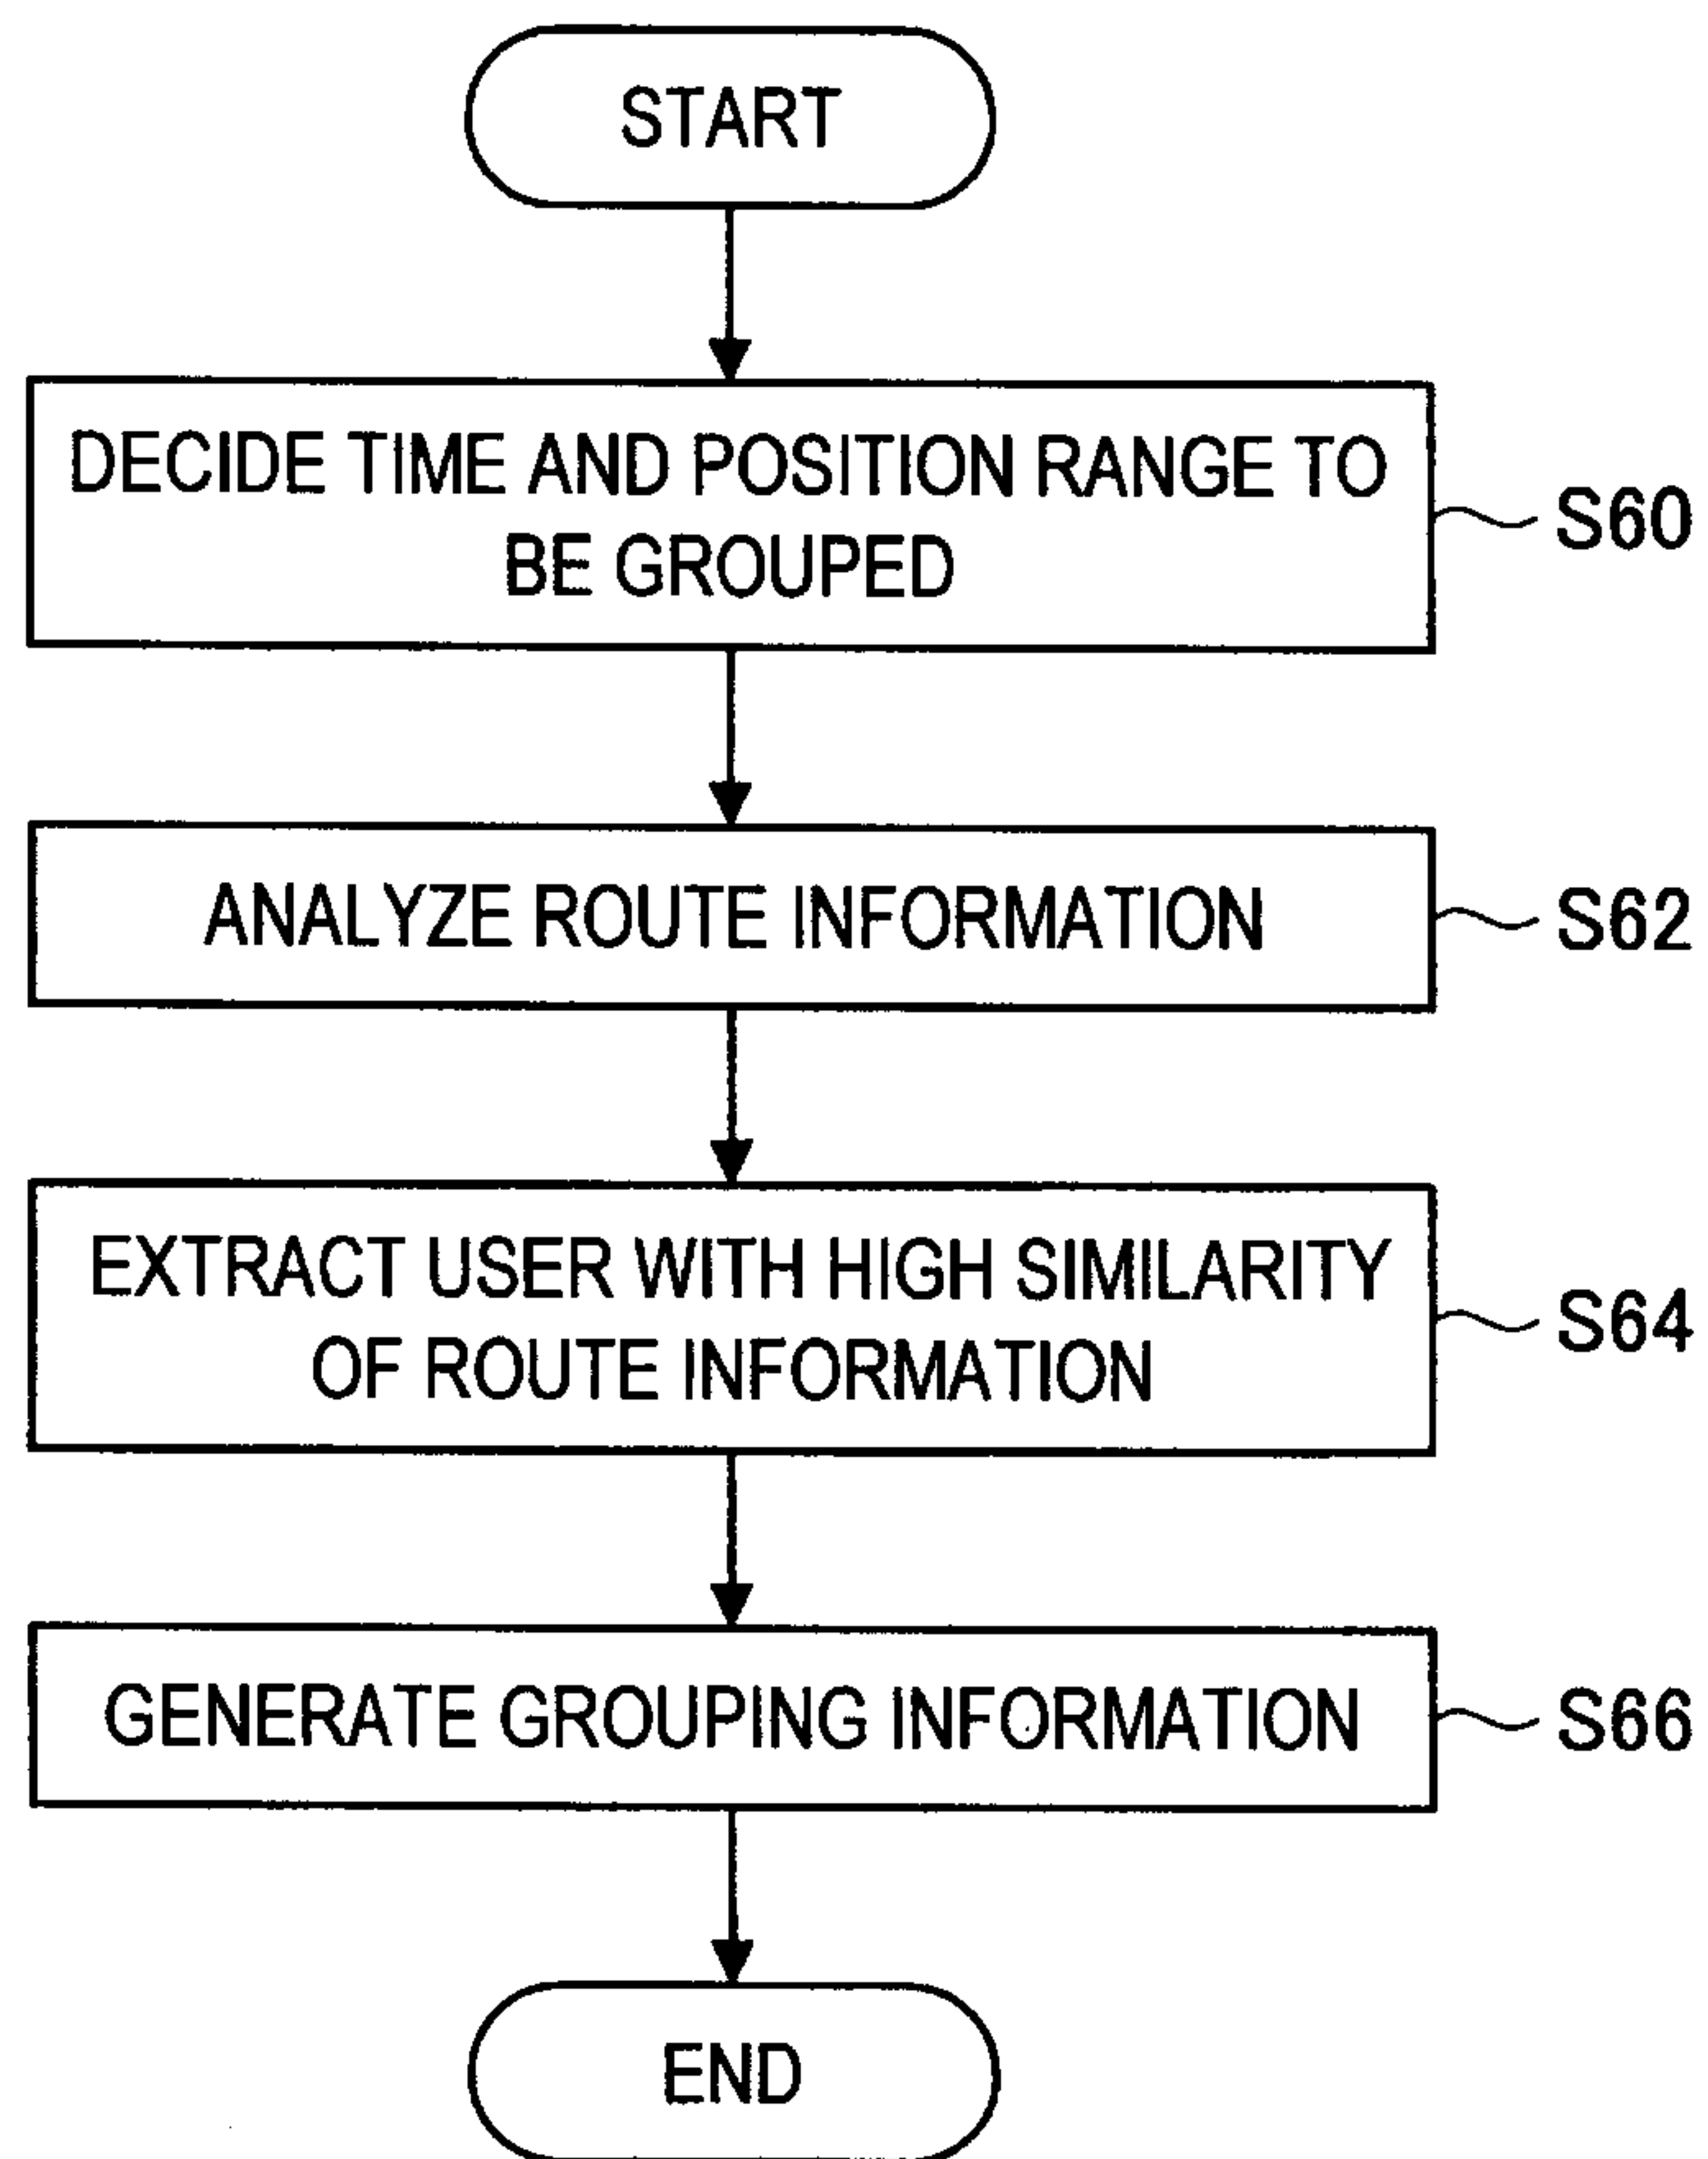 START
DECIDE TIME AND POSITION RANGE TO
BE GROUPED
S60
ANALYZE ROUTE INFORMATION
S62
EXTRACT USER WITH HIGH SIMILARITY
OF ROUTE INFORMATION
S64
GENERATE GROUPING INFORMATION
S66
END